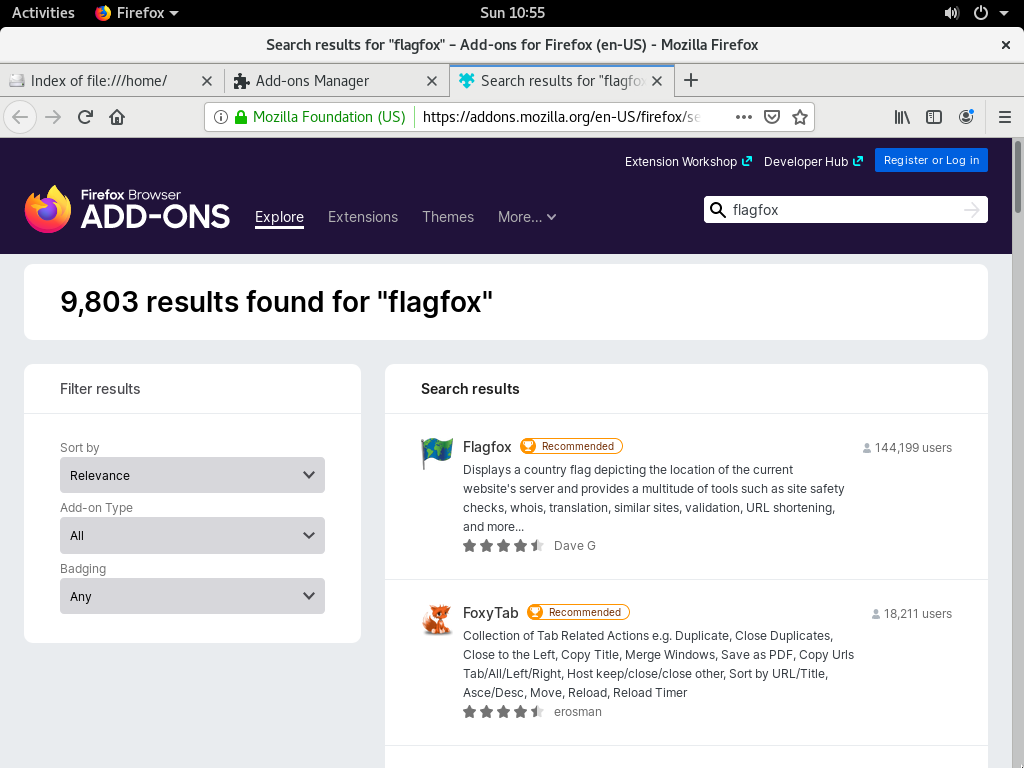 Activities Firefox Sun 10:55
Search results for "flagfox" – Add-ons for Firefox (en-US) - Mozilla Firefox
Index of file:///home/ Add-ons Manager Search results for "flagfox
Mozilla Foundation (US) https://addons.mozilla.org/en-US/firefox/se
Extension Workshop Developer Hub Register or Log in
Firefox Browser
ADD-ONS Explore Extensions Themes More... flagfox
9,803 results found for "flagfox"
Filter results
Sort by
Relevance
Add-on Type
All
Badging
Any
Search results
Flagfox Recommended 144,199 users
Displays a country flag depicting the location of the current
website's server and provides a multitude of tools such as site safety
checks, whois, translation, similar sites, validation, URL shortening,
and more...
Dave G
FoxyTab Recommended 18,211 users
Collection of Tab Related Actions e.g. Duplicate, Close Duplicates,
Close to the Left, Copy Title, Merge Windows, Save as PDF, Copy Urls
Tab/All/Left/Right, Host keep/close/close other, Sort by URL/Title,
Asce/Desc, Move, Reload, Reload Timer
erosman